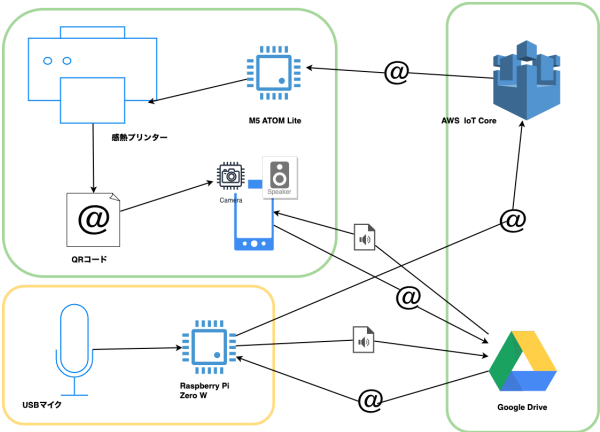 感熱プリンター
M5 ATOM Lite
@
AWS IoT Core
Camera
Speaker
@
QRコード
@
@
USBマイク
Raspberry Pi
Zero W
@
Google Drive